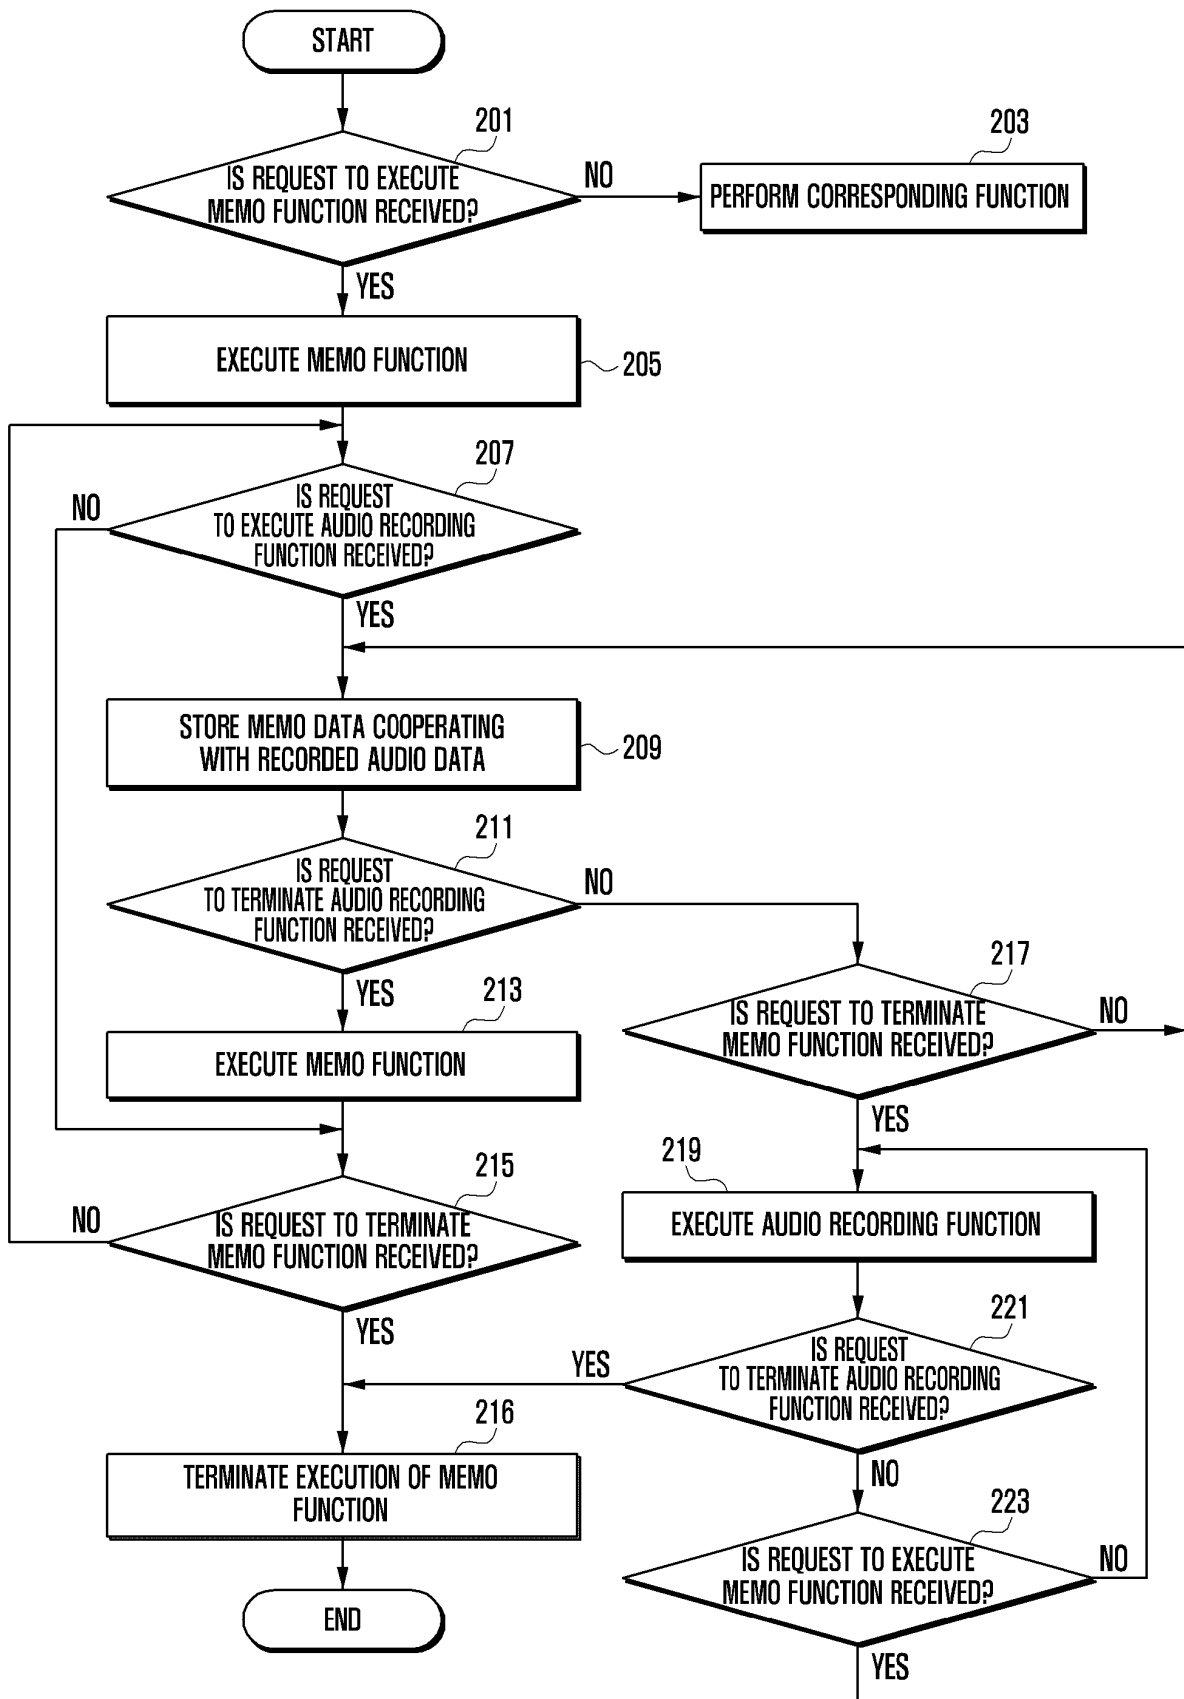 START
201
IS REQUEST TO EXECUTE
MEMO FUNCTION RECEIVED?
NO
203
PERFORM CORRESPONDING FUNCTION
YES
EXECUTE MEMO FUNCTION
205
207
NO
IS REQUEST
TO EXECUTE AUDIO RECORDING
FUNCTION RECEIVED?
YES
STORE MEMO DATA COOPERATING
WITH RECORDED AUDIO DATA
209
211
IS REQUEST
TO TERMINATE AUDIO RECORDING
FUNCTION RECEIVED?
NO
YES
213
EXECUTE MEMO FUNCTION
217
IS REQUEST TO TERMINATE
MEMO FUNCTION RECEIVED?
NO
YES
215
NO
IS REQUEST TO TERMINATE
MEMO FUNCTION RECEIVED?
YES
219
EXECUTE AUDIO RECORDING FUNCTION
221
YES
IS REQUEST
TO TERMINATE AUDIO RECORDING
FUNCTION RECEIVED?
NO
216
TERMINATE EXECUTION OF MEMO
FUNCTION
223
IS REQUEST TO EXECUTE
MEMO FUNCTION RECEIVED?
NO
YES
END